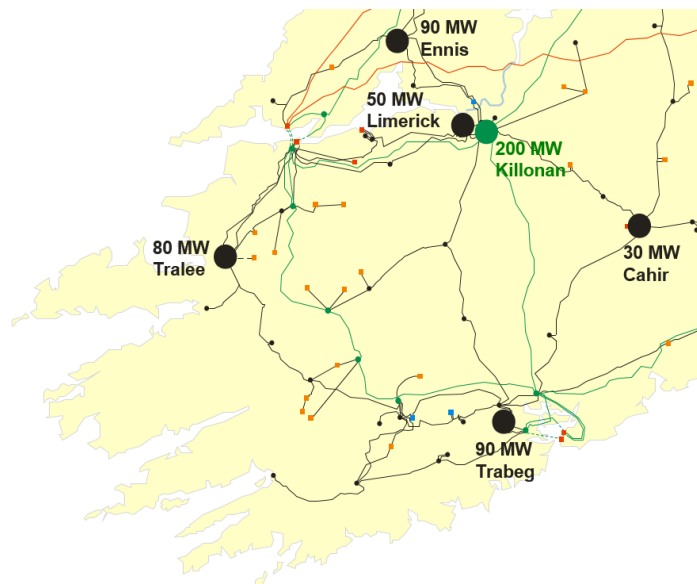 90 MW
Ennis
50 MW
Limerick
200 MW
Killonan
80 MW
Tralee
30 MW
Cahir
90 MW
Trabeg